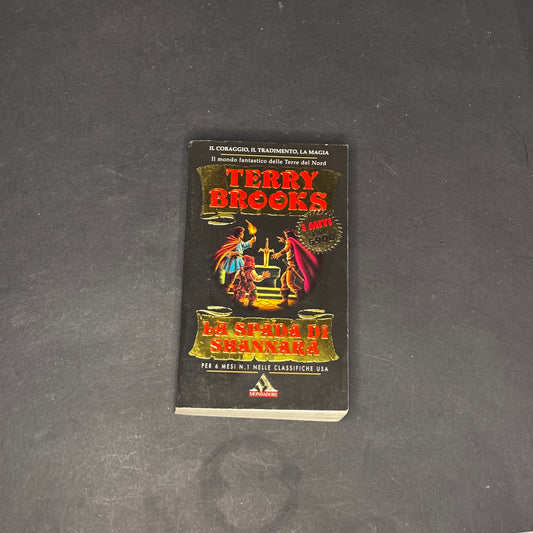 IL CORAGGIO, IL TRADIMENTO, LA MAGIA
Il mondo fantastico delle Terre del Nord
TERRY
BROOKS
I MITI
LA SPADA DI
SHANNARA
PER 6 MESI N.1 NELLE CLASSIFICHE USA
MONDADORI